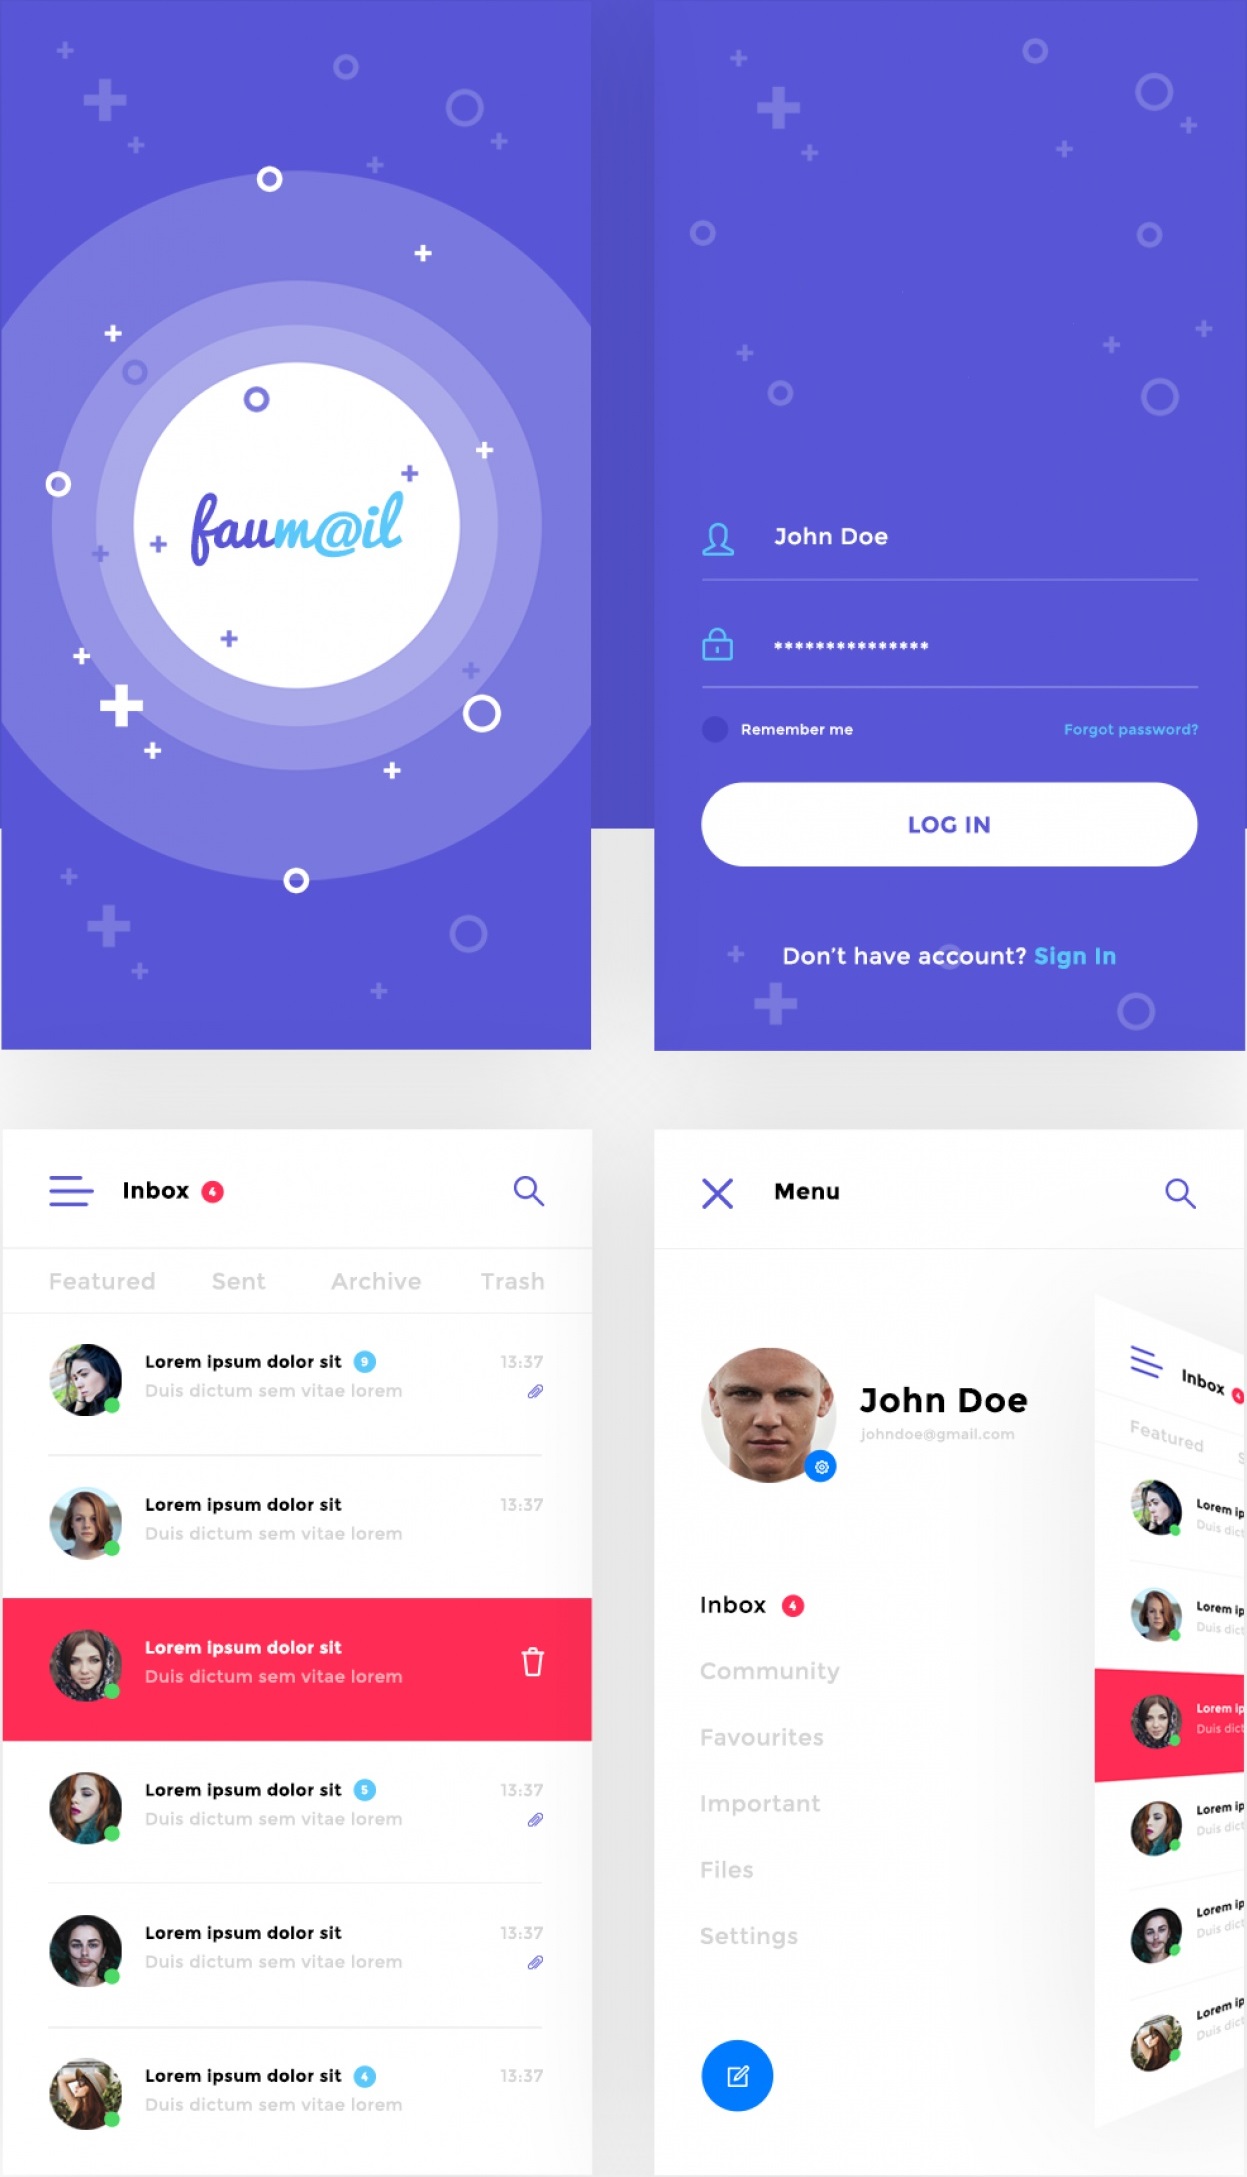 faum@il
John Doe
***************
Remember me
Forgot password?
LOG IN
Don't have account? Sign In
Inbox 4
Featured Sent Archive Trash
Lorem ipsum dolor sit 9 13:37
Duis dictum sem vitae lorem
Lorem ipsum dolor sit 13:37
Duis dictum sem vitae lorem
Lorem ipsum dolor sit
Duis dictum sem vitae lorem
Lorem ipsum dolor sit 5 13:37
Duis dictum sem vitae lorem
Lorem ipsum dolor sit 13:37
Duis dictum sem vitae lorem
Lorem ipsum dolor sit 4 13:37
Duis dictum sem vitae lorem
Menu
John Doe
johndoe@gmail.com
Inbox 4
Community
Favourites
Important
Files
Settings
Inbox 4
Featured S
Lorem ip
Duis dict
Lorem ip
Duis dict
Lorem ip
Duis dict
Lorem ip
Duis dict
Lorem ip
Duis dict
Lorem ip
Duis dict